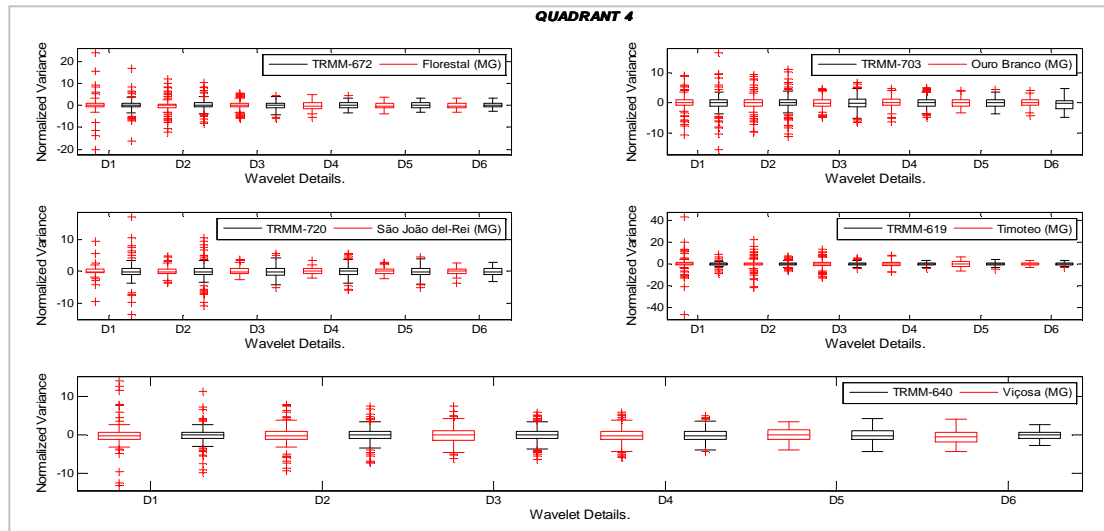 QUADRANT 4
TRMM-672 Florestal (MG)
Normalized Variance
20
10
0
-10
-20
D1 D2 D3 D4 D5 D6
Wavelet Details.
TRMM-703 Ouro Branco (MG)
Normalized Variance
10
0
-10
D1 D2 D3 D4 D5 D6
Wavelet Details.
TRMM-720 São João del-Rei (MG)
Normalized Variance
10
0
-10
D1 D2 D3 D4 D5 D6
Wavelet Details.
TRMM-619 Timoteo (MG)
Normalized Variance
40
20
0
-20
-40
D1 D2 D3 D4 D5 D6
Wavelet Details.
TRMM-640 Viçosa (MG)
Normalized Variance
10
0
-10
D1 D2 D3 D4 D5 D6
Wavelet Details.